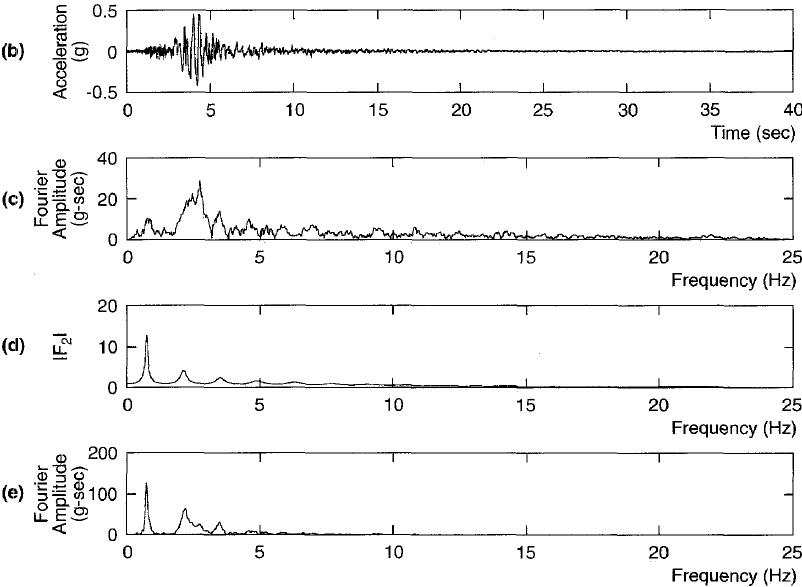 (b)
Acceleration
(g)
0.5
0
-0.5
0 5 10 15 20 25 30 35 40
Time (sec)
(c)
Fourier
Amplitude
(g-sec)
40
20
0
0 5 10 15 20 25
Frequency (Hz)
(d)
|F2|
20
10
0
0 5 10 15 20 25
Frequency (Hz)
(e)
Fourier
Amplitude
(g-sec)
200
100
0
0 5 10 15 20 25
Frequency (Hz)